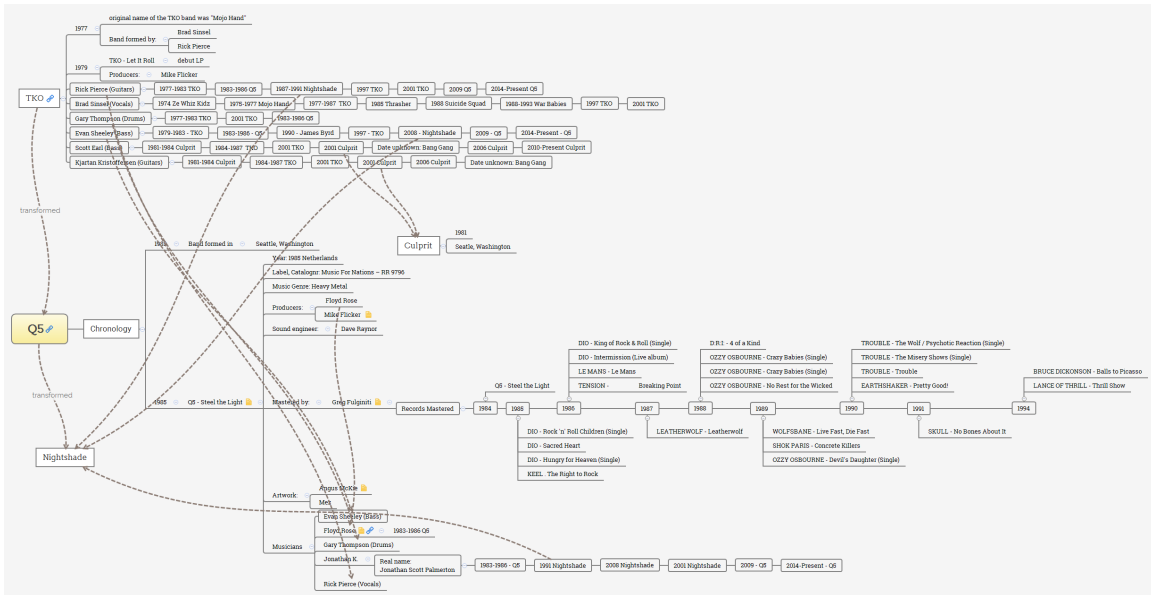 1977
original name of the TKO band was "Mojo Hand"
Band formed by:
Brad Sinsel
Rick Pierce
1979
TKO - Let It Roll
debut LP
Producers:
Mike Flicker
TKO
Rick Pierce (Guitars)
1977-1983 TKO
1983-1986 Q5
1987-1991 Nightshade
1997 TKO
2001 TKO
2009 Q5
2014-Present Q5
Brad Sinsel (Vocals)
1974 Ze Whiz Kidz
1975-1977 Mojo Hand
1977-1987 TKO
1985 Thrasher
1988 Suicide Squad
1988-1993 War Babies
1997 TKO
2001 TKO
Gary Thompson (Drums)
1977-1983 TKO
2001 TKO
1983-1986 Q5
Evan Sheeley (Bass)
1979-1983 - TKO
1983-1986 - Q5
1990 - James Byrd
1997 - TKO
2008 - Nightshade
2009 - Q5
2014-Present - Q5
Scott Earl (Bass)
1981-1984 Culprit
1984-1987 TKO
2001 TKO
2001 Culprit
Date unknown: Bang Gang
2006 Culprit
2010-Present Culprit
Kjartan Kristoffersen (Guitars)
1981-1984 Culprit
1984-1987 TKO
2001 TKO
2001 Culprit
2006 Culprit
Date unknown: Bang Gang
transformed
Culprit
1981
Seatle, Washington
Band formed in
Seattle, Washington
Year: 1985 Netherlands
Label, Catalognr: Music For Nations – RR 9796
Music Genre: Heavy Metal
Producers:
Floyd Rose
Mike Flicker
Sound engineer:
Dave Raynor
Q5
Chronology
1985
Q5 - Steel the Light
Mastered by:
Greg Fulginiti
Records Mastered
1984
Q5 - Steel the Light
1985
DIO - Rock 'n' Roll Children (Single)
DIO - Sacred Heart
DIO - Hungry for Heaven (Single)
KEEL The Right to Rock
1986
DIO - King of Rock & Roll (Single)
DIO - Intermission (Live album)
LE MANS - Le Mans
TENSION -
Breaking Point
1987
LEATHERWOLF - Leatherwolf
1988
D.R.I. - 4 of a Kind
OZZY OSBOURNE - Crazy Babies (Single)
OZZY OSBOURNE - Crazy Babies (Single)
OZZY OSBOURNE - No Rest for the Wicked
1989
WOLFSBANE - Live Fast, Die Fast
SHOK PARIS - Concrete Killers
OZZY OSBOURNE - Devil's Daughter (Single)
1990
TROUBLE - The Wolf / Psychotic Reaction (Single)
TROUBLE - The Misery Shows (Single)
TROUBLE - Trouble
EARTHSHAKER - Pretty Good!
1991
SKULL - No Bones About It
1994
BRUCE DICKONSON - Balls to Picasso
LANCE OF THRILL - Thrill Show
transformed
Nightshade
Artwork:
Angus McKie
Musicians
Evan Sheeley (Bass)
Floyd Rose
1983-1986 Q5
Gary Thompson (Drums)
Jonathan K.
Real name:
Jonathan Scott Palmerton
1983-1986 - Q5
1991 Nightshade
2008 Nightshade
2001 Nightshade
2009 - Q5
2014-Present - Q5
Rick Pierce (Vocals)